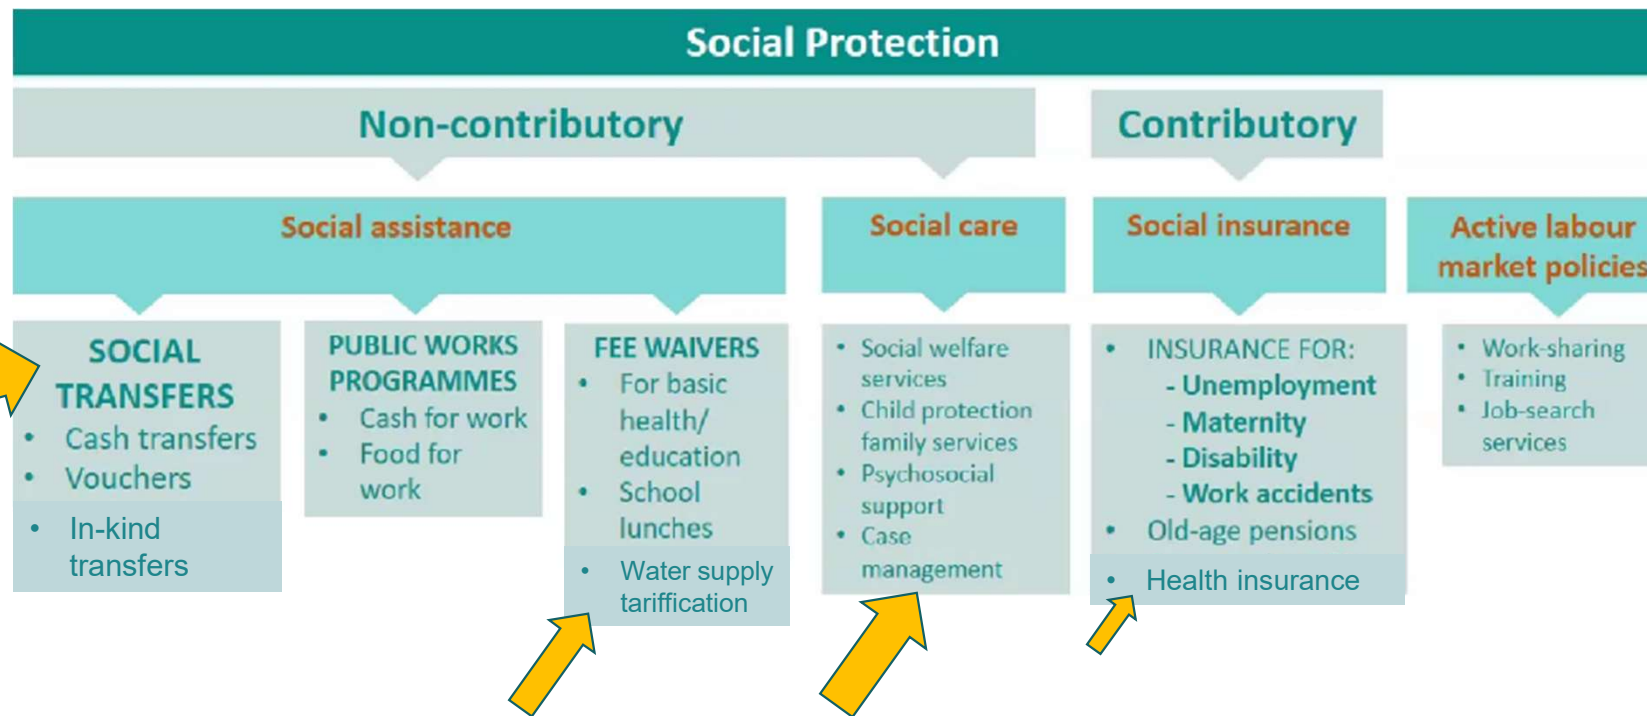 Social Protection
Non-contributory
Contributory
Social assistance
Social care
Social insurance
Active labour
market policies
SOCIAL
TRANSFERS
• Cash transfers
• Vouchers
• In-kind
transfers
PUBLIC WORKS
PROGRAMMES
• Cash for work
• Food for
work
FEE WAIVERS
• For basic
health/
education
• School
lunches
• Water supply
tariffication
• Social welfare
services
• Child protection
family services
• Psychosocial
support
• Case
management
• INSURANCE FOR:
- Unemployment
- Maternity
- Disability
- Work accidents
• Old-age pensions
• Health insurance
• Work-sharing
• Training
• Job-search
services